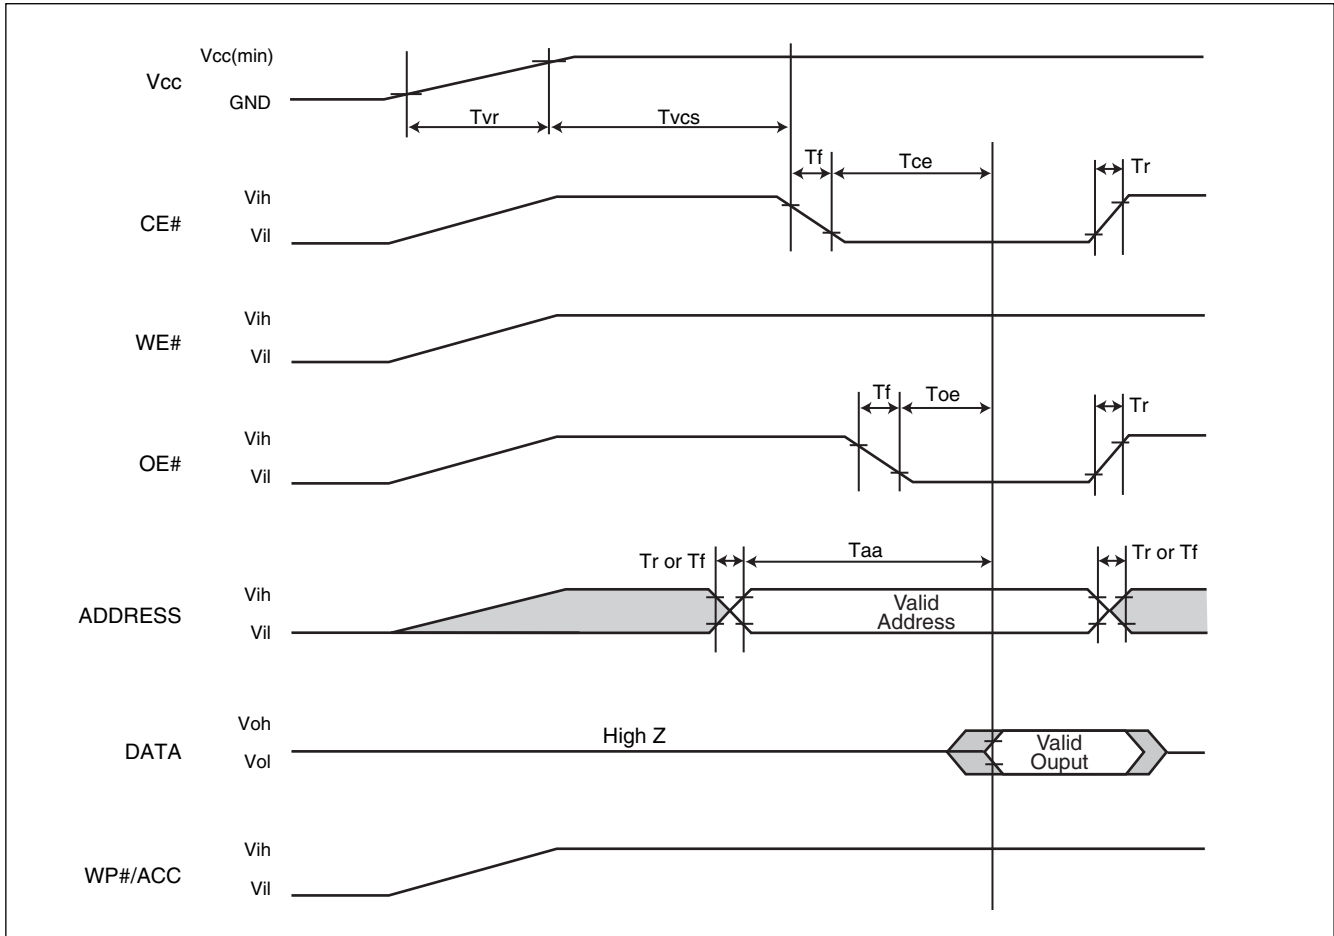 Vcc(min)
Vcc
GND
Tvr
Tvcs
Tf
Tce
Tr
Vih
CE#
Vil
Vih
WE#
Vil
Tf
Toe
Tr
Vih
OE#
Vil
Tr or Tf
Taa
Tr or Tf
Vih
ADDRESS
Valid
Address
Vil
Voh
High Z
DATA
Valid
Ouput
Vol
Vih
WP#/ACC
Vil